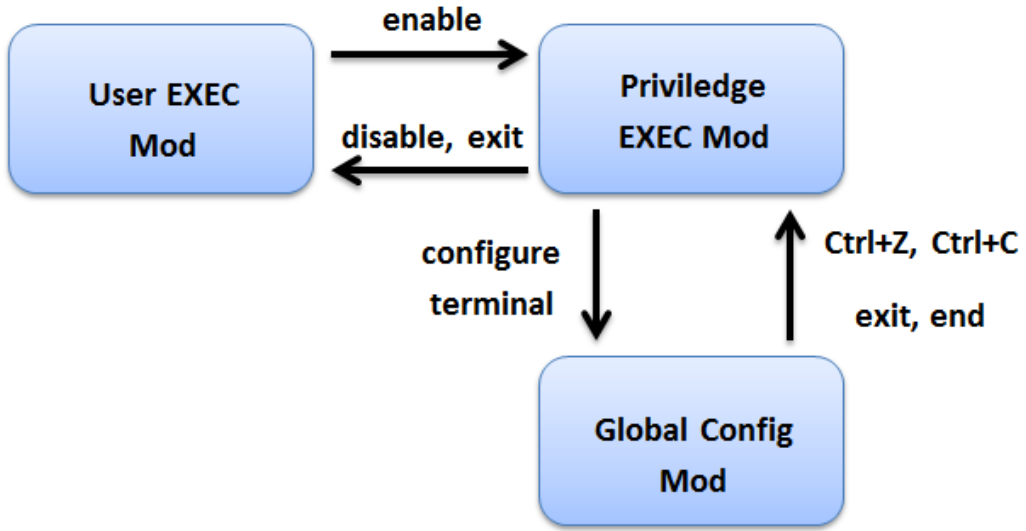 enable
User EXEC
Mod
Priviledge
EXEC Mod
disable, exit
configure
terminal
Ctrl+Z, Ctrl+C
exit, end
Global Config
Mod